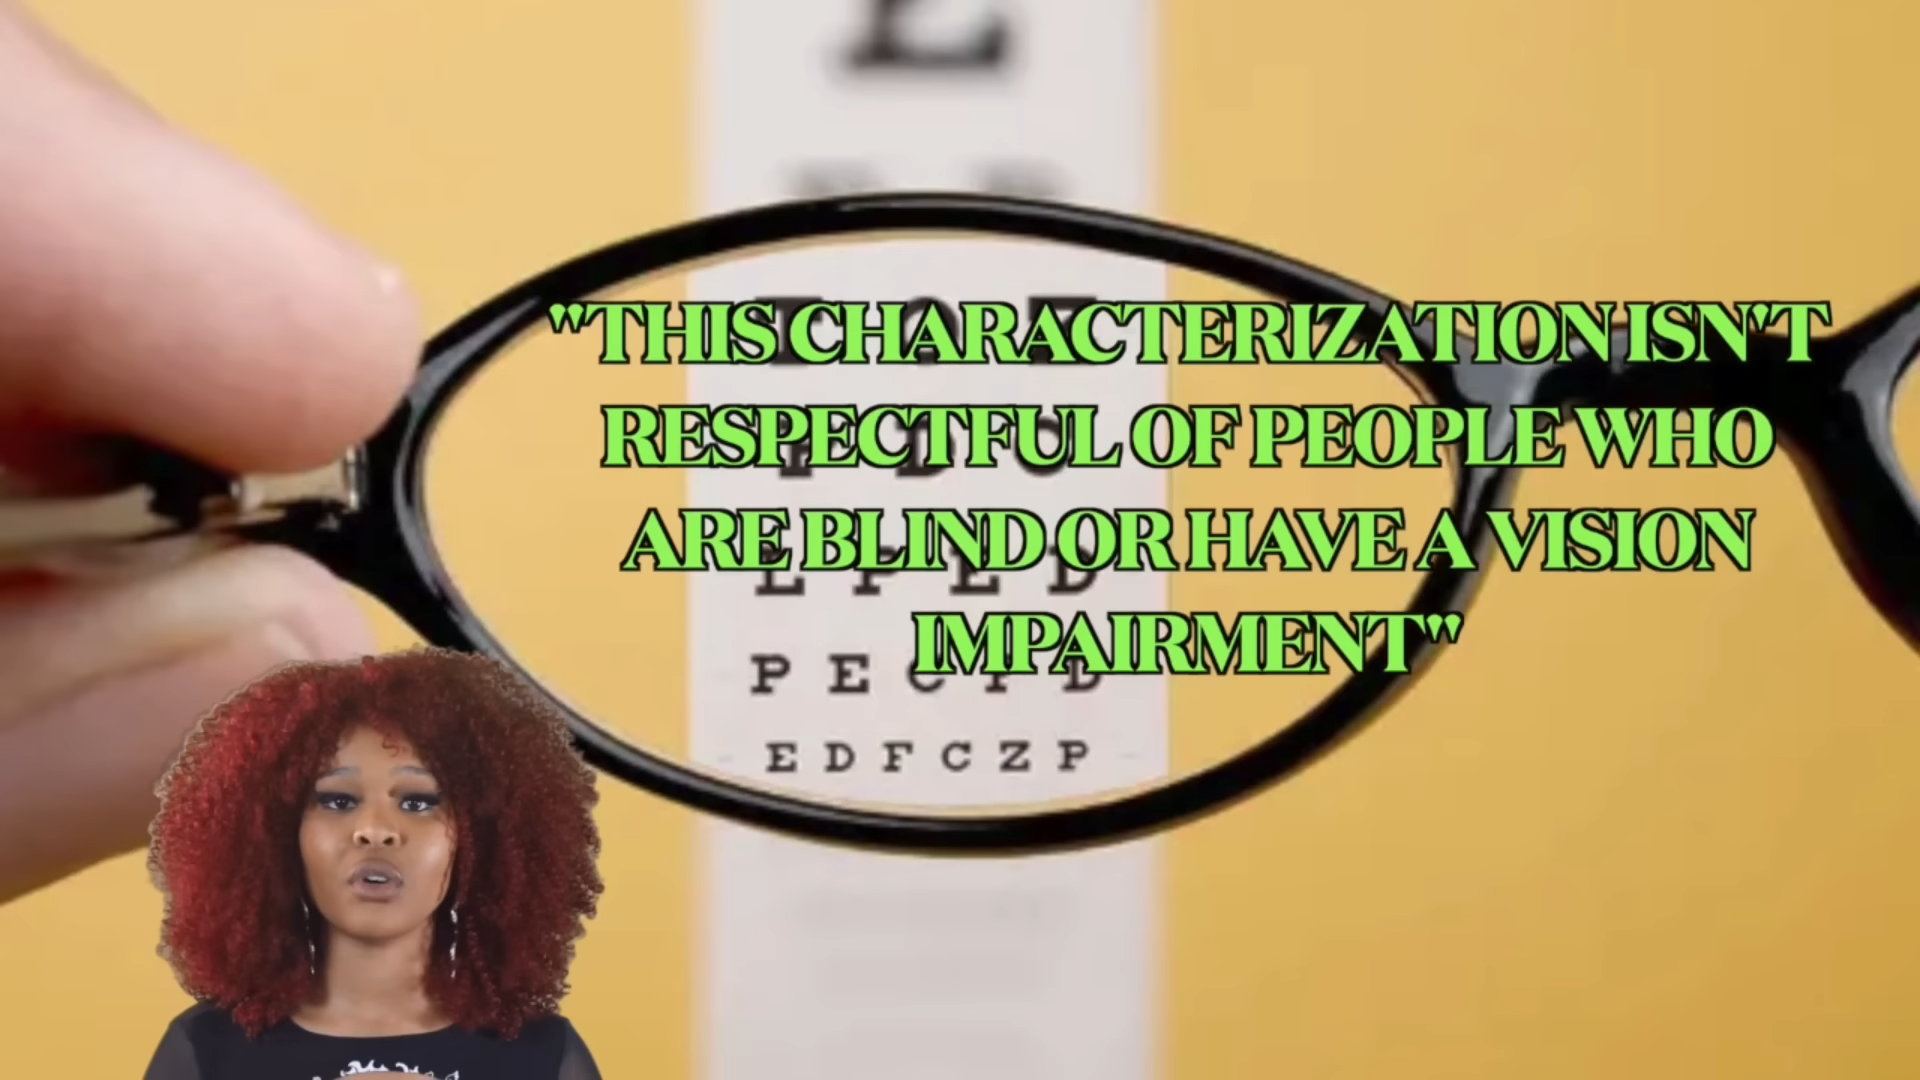 E
"THIS CHARACTERIZATION ISN'T
RESPECTFUL OF PEOPLE WHO
ARE BLIND OR HAVE A VISION
IMPAIRMENT"
L P E D
P E C F D
E D F C Z P